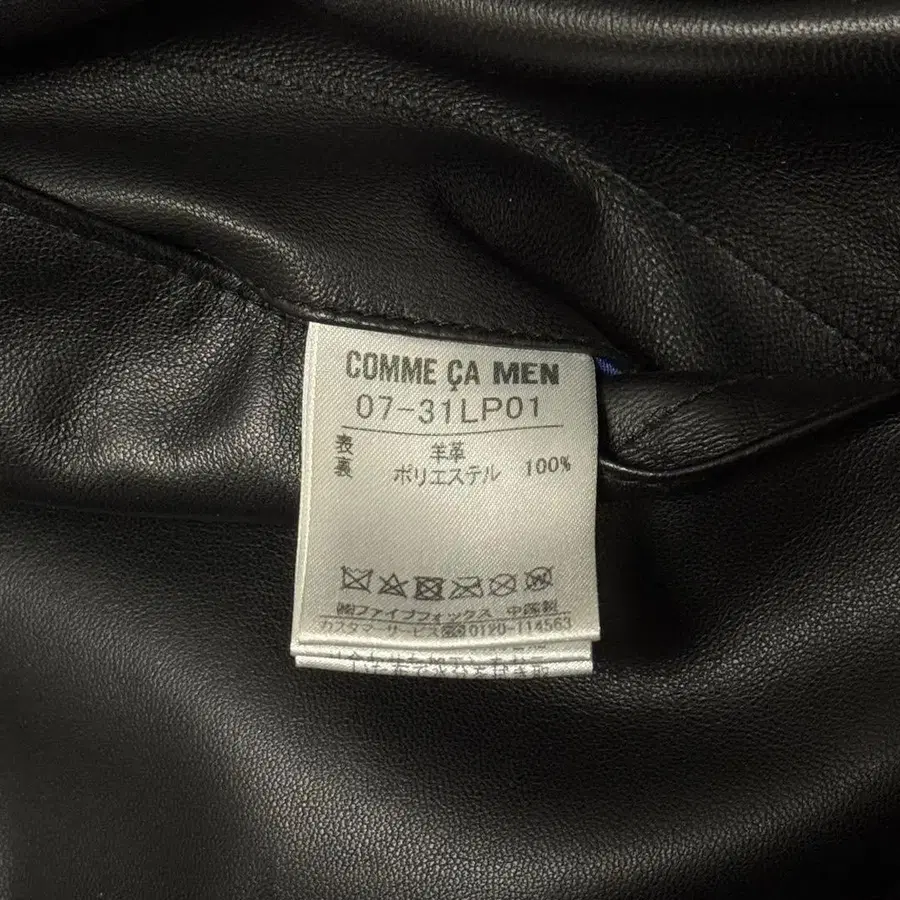 COMME ÇA MEN
07-31LP01
表 羊革
裏 ポリエステル 100%
㈱ファイブフォックス 中国製
カスタマーサービス 0120-114563